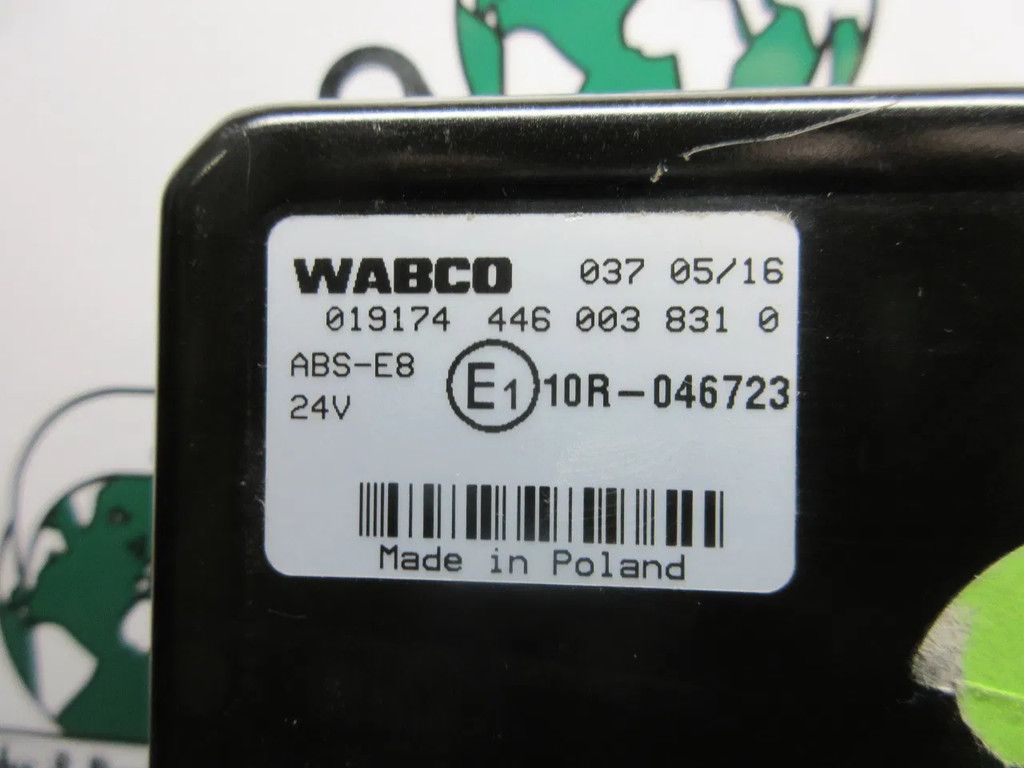 WABCO 037 05/16
019174 446 003 831 0
ABS-E8
24V
E1 10R-046723
Made in Poland